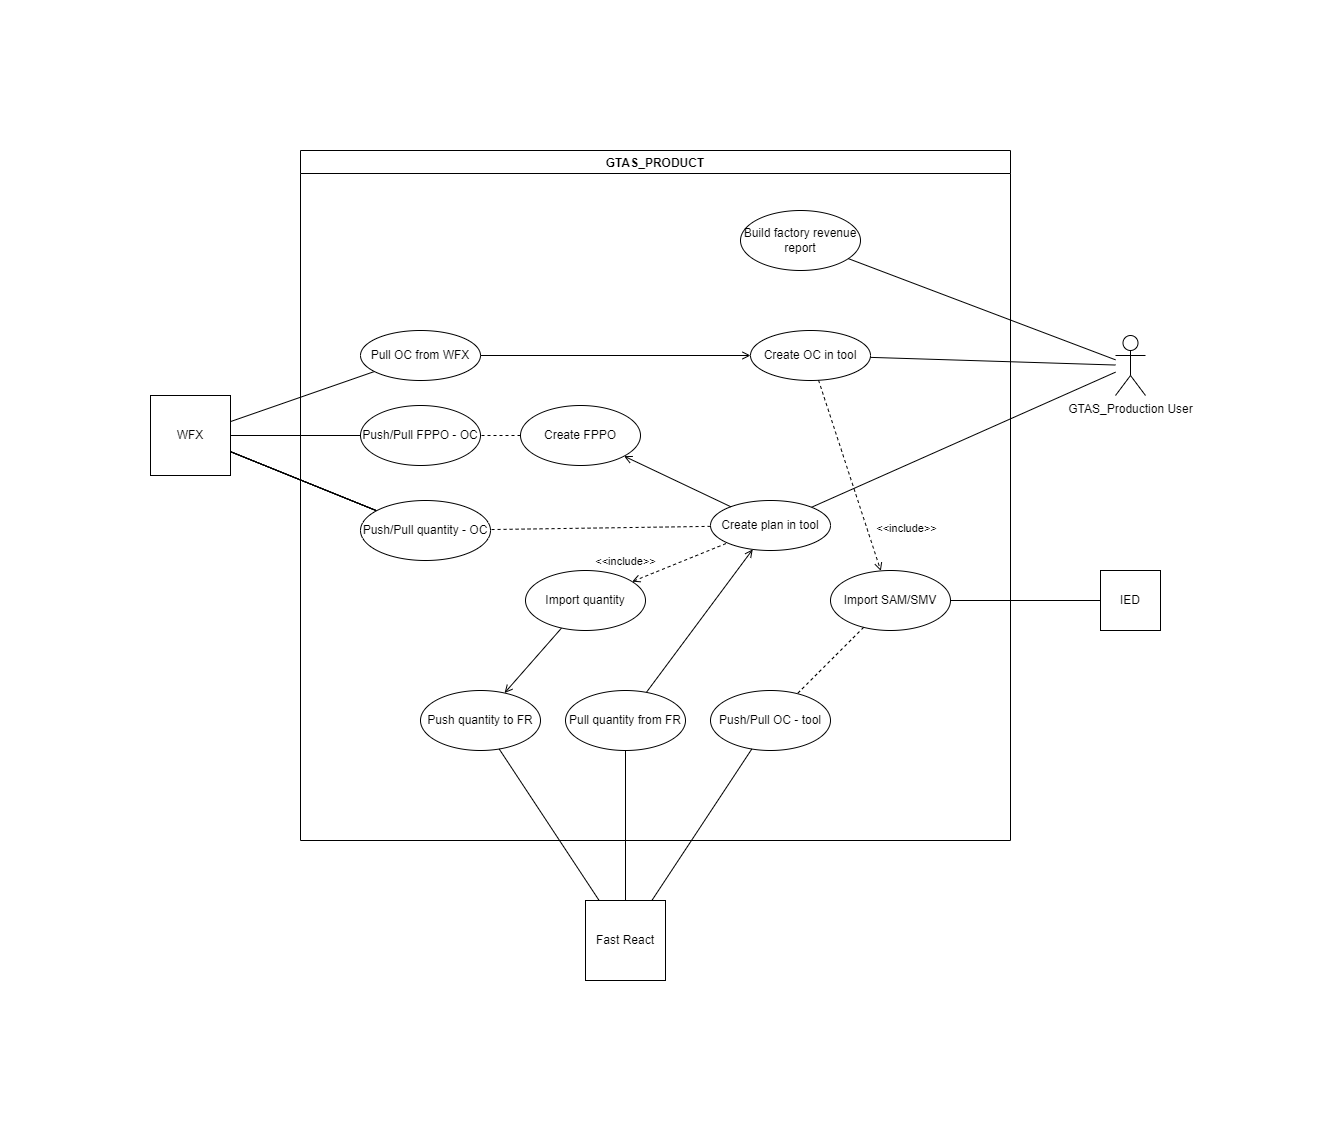 GTAS_PRODUCT
Build factory revenue
report
Pull OC from WFX
Create OC in tool
GTAS_Production User
WFX
Push/Pull FPPO - OC
Create FPPO
Push/Pull quantity - OC
Create plan in tool
<<include>>
<<include>>
Import quantity
Import SAM/SMV
IED
Push quantity to FR
Pull quantity from FR
Push/Pull OC - tool
Fast React